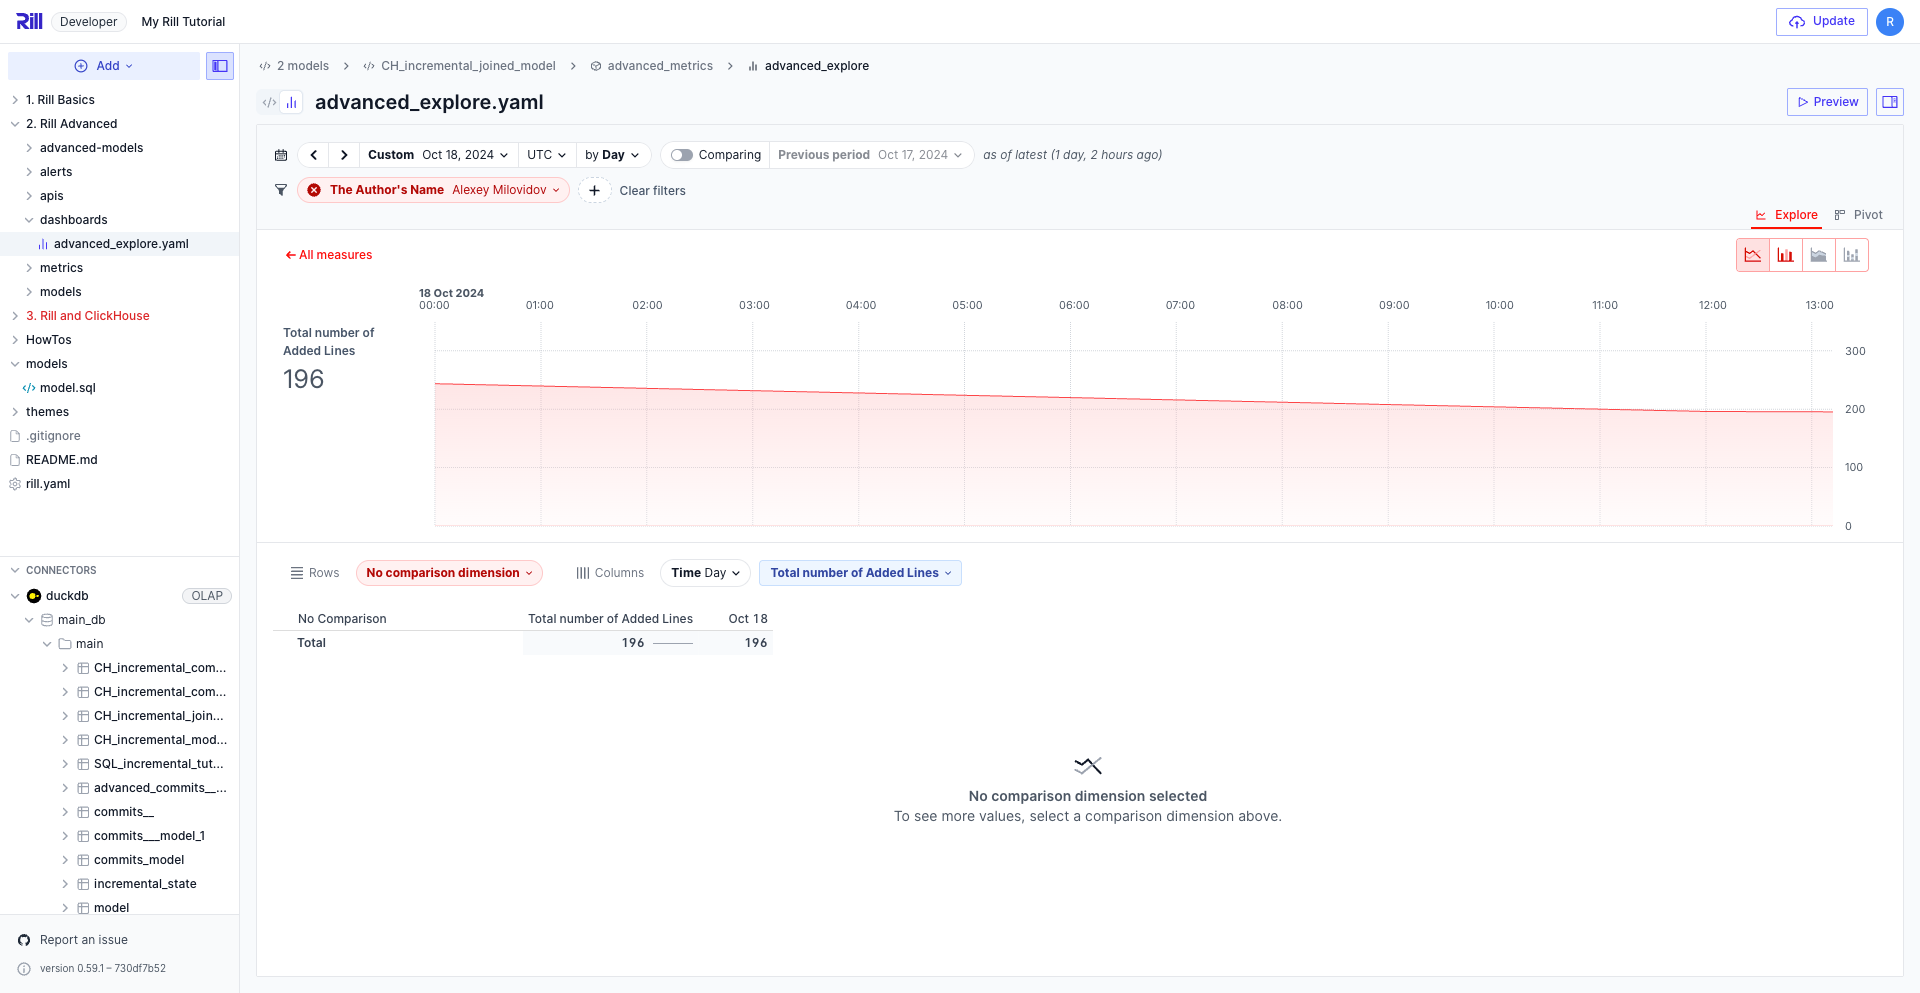 Rill Developer My Rill Tutorial Update R
Add
1. Rill Basics
2. Rill Advanced
advanced-models
alerts
apis
dashboards
advanced_explore.yaml
metrics
models
3. Rill and ClickHouse
HowTos
models
model.sql
themes
.gitignore
README.md
rill.yaml
CONNECTORS
duckdb OLAP
main_db
main
CH_incremental_com...
CH_incremental_com...
CH_incremental_join...
CH_incremental_mod...
SQL_incremental_tut...
advanced_commits__...
commits__
commits___model_1
commits_model
incremental_state
model
Report an issue
version 0.59.1 – 730df7b52
2 models CH_incremental_joined_model advanced_metrics advanced_explore
advanced_explore.yaml Preview
Custom Oct 18, 2024 UTC by Day Comparing Previous period Oct 17, 2024 as of latest (1 day, 2 hours ago)
The Author's Name Alexey Milovidov + Clear filters
Explore Pivot
All measures
18 Oct 2024
00:00 01:00 02:00 03:00 04:00 05:00 06:00 07:00 08:00 09:00 10:00 11:00 12:00 13:00
Total number of
Added Lines
196
300
200
100
0
Rows No comparison dimension Columns Time Day Total number of Added Lines
No Comparison Total number of Added Lines Oct 18
Total 196 196
No comparison dimension selected
To see more values, select a comparison dimension above.